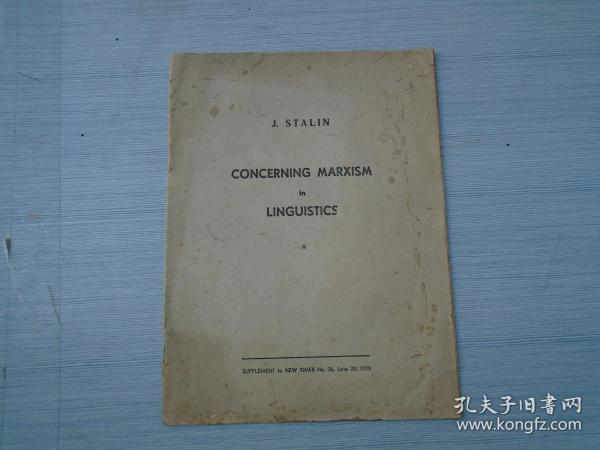 J. STALIN
CONCERNING MARXISM
in
LINGUISTICS
*
SUPPLEMENT to NEW TIMES No. 26, June 28, 1950
孔夫子旧书网
www.kongfz.com